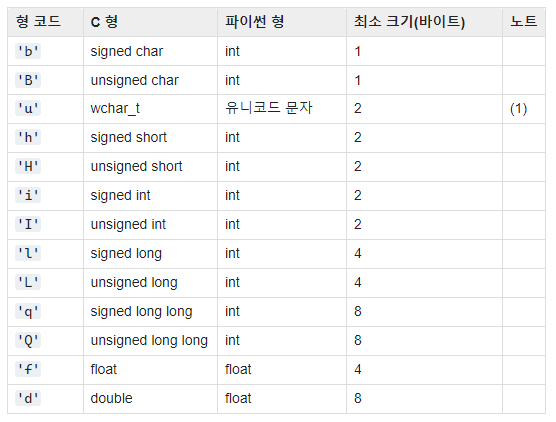 형 코드 C 형 파이썬 형 최소 크기(바이트) 노트
'b' signed char int 1
'B' unsigned char int 1
'u' wchar_t 유니코드 문자 2 (1)
'h' signed short int 2
'H' unsigned short int 2
'i' signed int int 2
'I' unsigned int int 2
'l' signed long int 4
'L' unsigned long int 4
'q' signed long long int 8
'Q' unsigned long long int 8
'f' float float 4
'd' double float 8